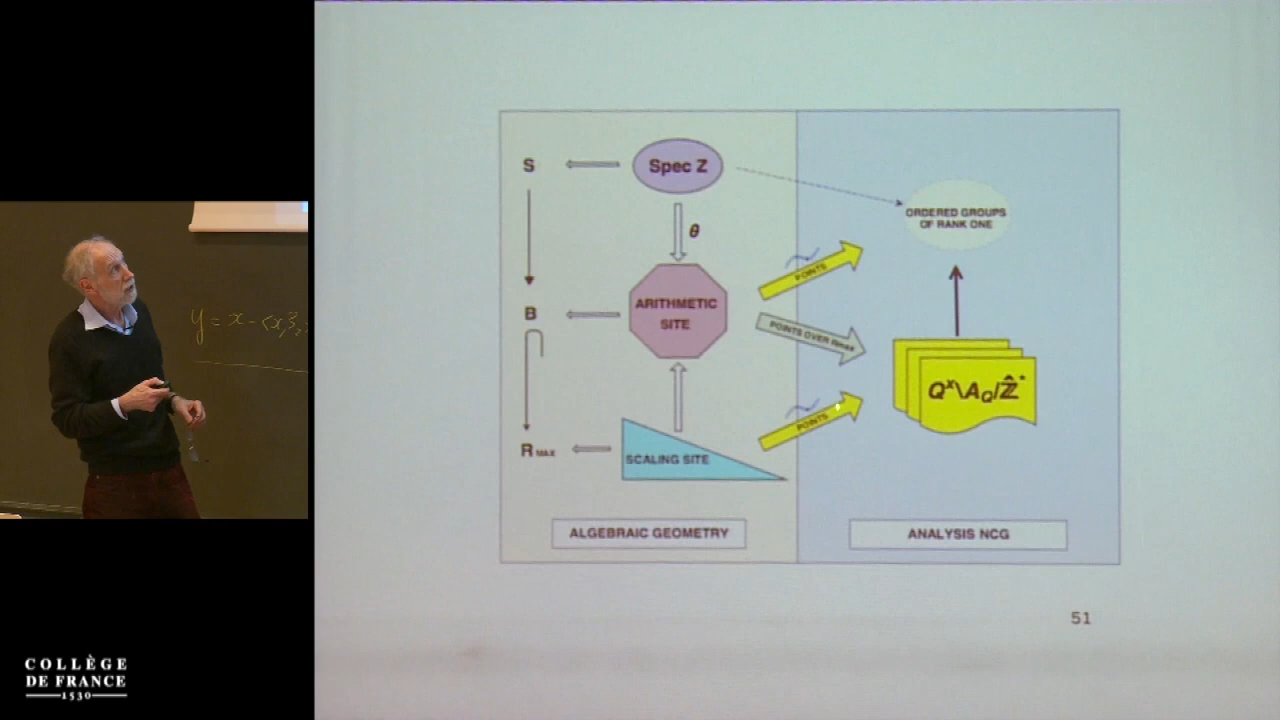 y = x - <x, ξ
S
Spec Z
θ
ORDERED GROUPS
OF RANK ONE
POINTS
B
ARITHMETIC
SITE
POINTS OVER Rmax
Q^x\A_Q/Ẑ^*
POINTS
R MAX
SCALING SITE
ALGEBRAIC GEOMETRY
ANALYSIS NCG
51
COLLÈGE
DE FRANCE
1530